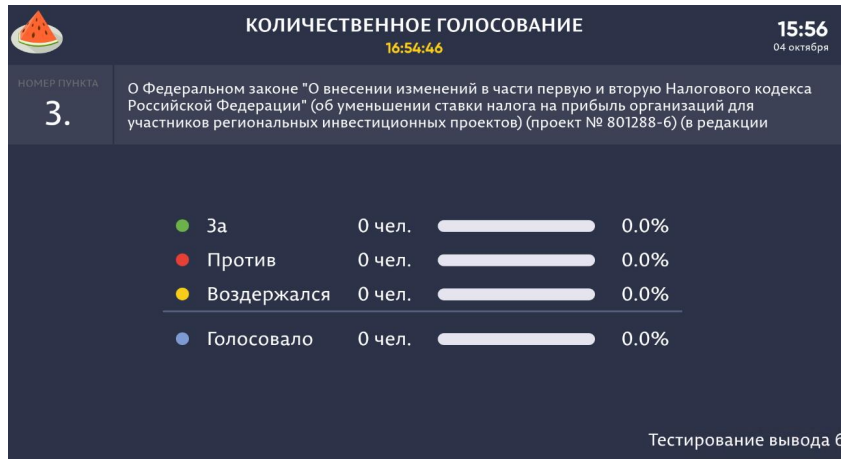 КОЛИЧЕСТВЕННОЕ ГОЛОСОВАНИЕ
16:54:46
15:56
04 октября
НОМЕР ПУНКТА
3.
О Федеральном законе "О внесении изменений в части первую и вторую Налогового кодекса
Российской Федерации" (об уменьшении ставки налога на прибыль организаций для
участников региональных инвестиционных проектов) (проект № 801288-6) (в редакции
За 0 чел. 0.0%
Против 0 чел. 0.0%
Воздержался 0 чел. 0.0%
Голосовало 0 чел. 0.0%
Тестирование вывода